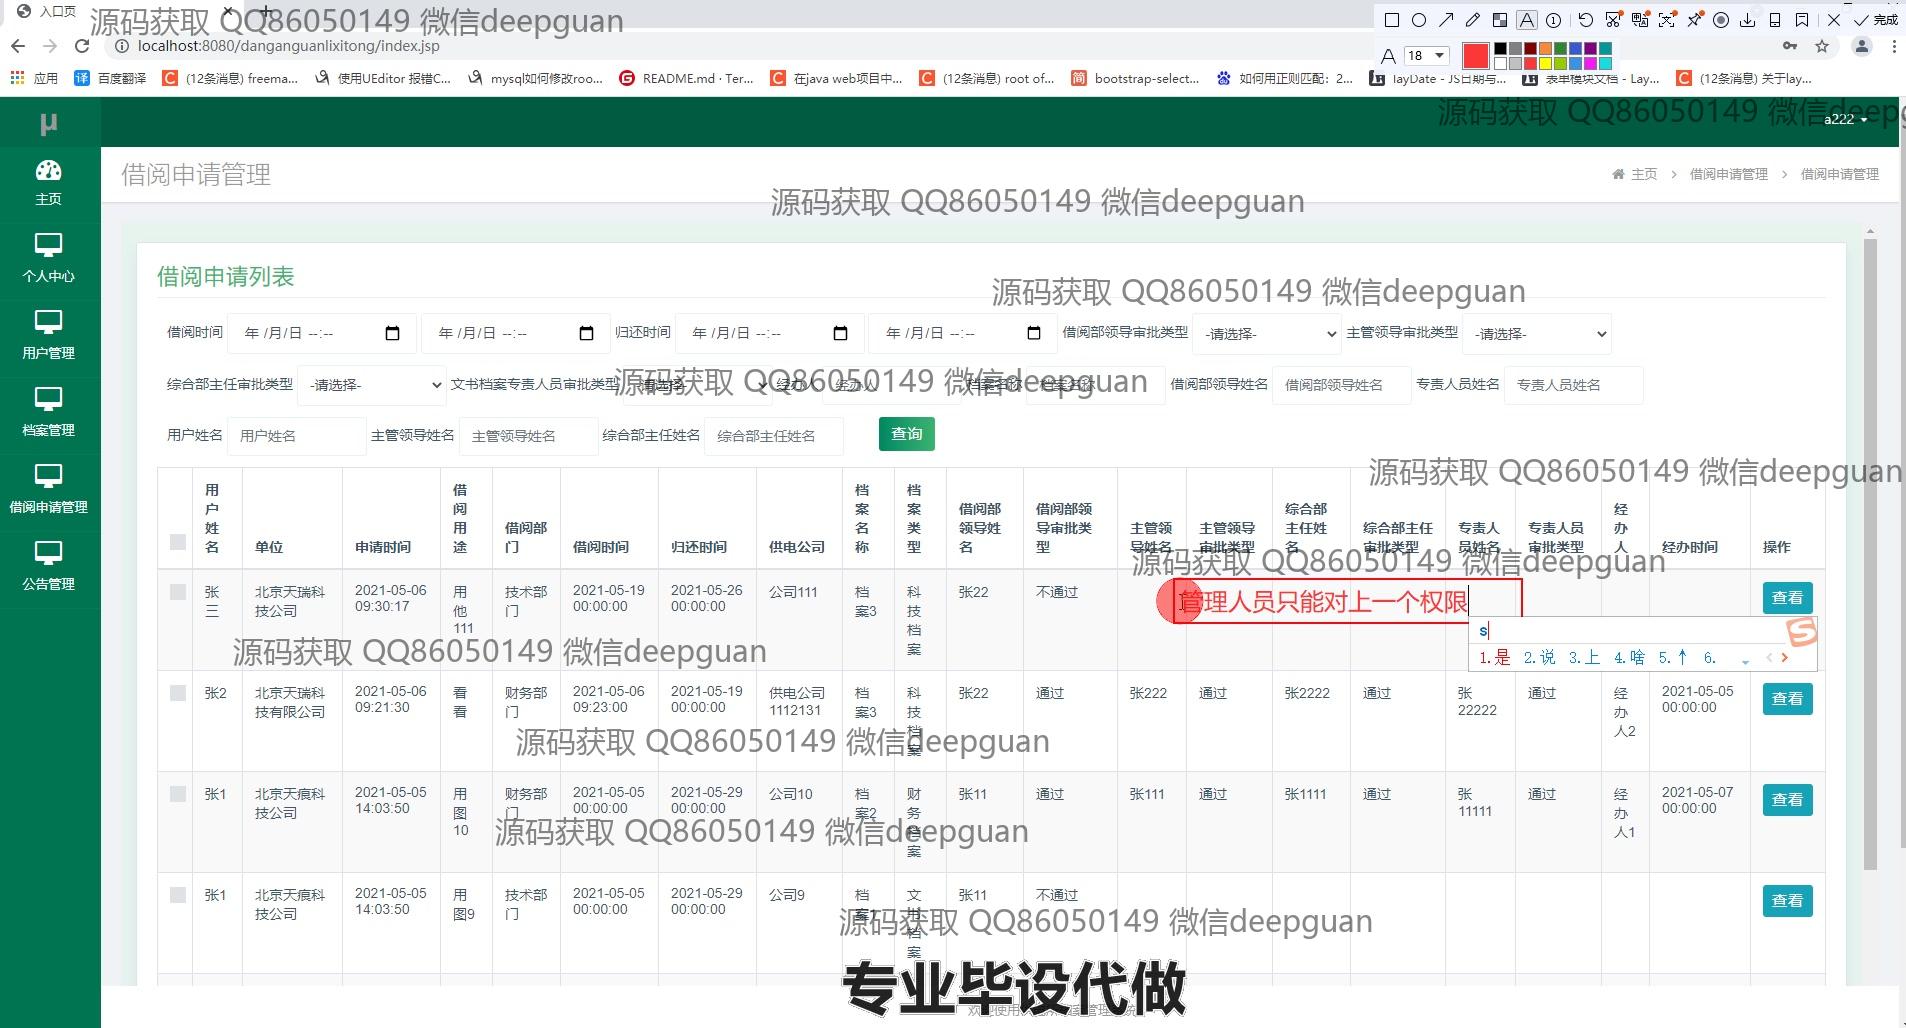 入口页
源码获取 QQ86050149 微信deepguan
18
完成
localhost:8080/danganguanlixitong/index.jsp
应用
百度翻译
(12条消息) freema...
使用UEditor 报错C...
mysql如何修改roo...
README.md · Ter...
在java web项目中...
(12条消息) root of...
bootstrap-select...
如何用正则匹配：2...
layDate - JS日期与...
表单模块文档 - Lay...
(12条消息) 关于lay...
μ
源码获取 QQ86050149 微信deepg
a222
主页
个人中心
用户管理
档案管理
借阅申请管理
公告管理
借阅申请管理
主页 > 借阅申请管理 > 借阅申请管理
源码获取 QQ86050149 微信deepguan
借阅申请列表
源码获取 QQ86050149 微信deepguan
借阅时间 年 /月/日 --:-- 年 /月/日 --:-- 归还时间 年 /月/日 --:-- 年 /月/日 --:-- 借阅部领导审批类型 -请选择- 主管领导审批类型 -请选择-
综合部主任审批类型 -请选择- 文书档案专责人员审批类型 -请选择- 经办人 经办人 档案名称 档案名称 借阅部领导姓名 借阅部领导姓名 专责人员姓名 专责人员姓名
源码获取 QQ86050149 微信deepguan
用户姓名 用户姓名 主管领导姓名 主管领导姓名 综合部主任姓名 综合部主任姓名 查询
源码获取 QQ86050149 微信deepguan
用户姓名 单位 申请时间 借阅用途 借阅部门 借阅时间 归还时间 供电公司 档案名称 档案类型 借阅部领导姓名 借阅部领导审批类型 主管领导姓名 主管领导审批类型 综合部主任姓名 综合部主任审批类型 专责人员姓名 专责人员审批类型 经办人 经办时间 操作
源码获取 QQ86050149 微信deepguan
张三 北京天瑞科技公司 2021-05-06 09:30:17 用他111 技术部门 2021-05-19 00:00:00 2021-05-26 00:00:00 公司111 档案3 科技档案 张22 不通过 查看
管理人员只能对上一个权限
s
1.是 2.说 3.上 4.啥 5.↑ 6.
源码获取 QQ86050149 微信deepguan
张2 北京天瑞科技有限公司 2021-05-06 09:21:30 看看 财务部门 2021-05-06 09:23:00 2021-05-19 00:00:00 供电公司1112131 档案3 科技档案 张22 通过 张222 通过 张2222 通过 张22222 通过 经办人2 2021-05-05 00:00:00 查看
源码获取 QQ86050149 微信deepguan
张1 北京天痕科技公司 2021-05-05 14:03:50 用图10 财务部门 2021-05-05 00:00:00 2021-05-29 00:00:00 公司10 档案2 财务档案 张11 通过 张111 通过 张1111 通过 张11111 通过 经办人1 2021-05-07 00:00:00 查看
源码获取 QQ86050149 微信deepguan
张1 北京天痕科技公司 2021-05-05 14:03:50 用图9 技术部门 2021-05-05 00:00:00 2021-05-29 00:00:00 公司9 档案1 文书档案 张11 不通过 查看
源码获取 QQ86050149 微信deepguan
专业毕设代做